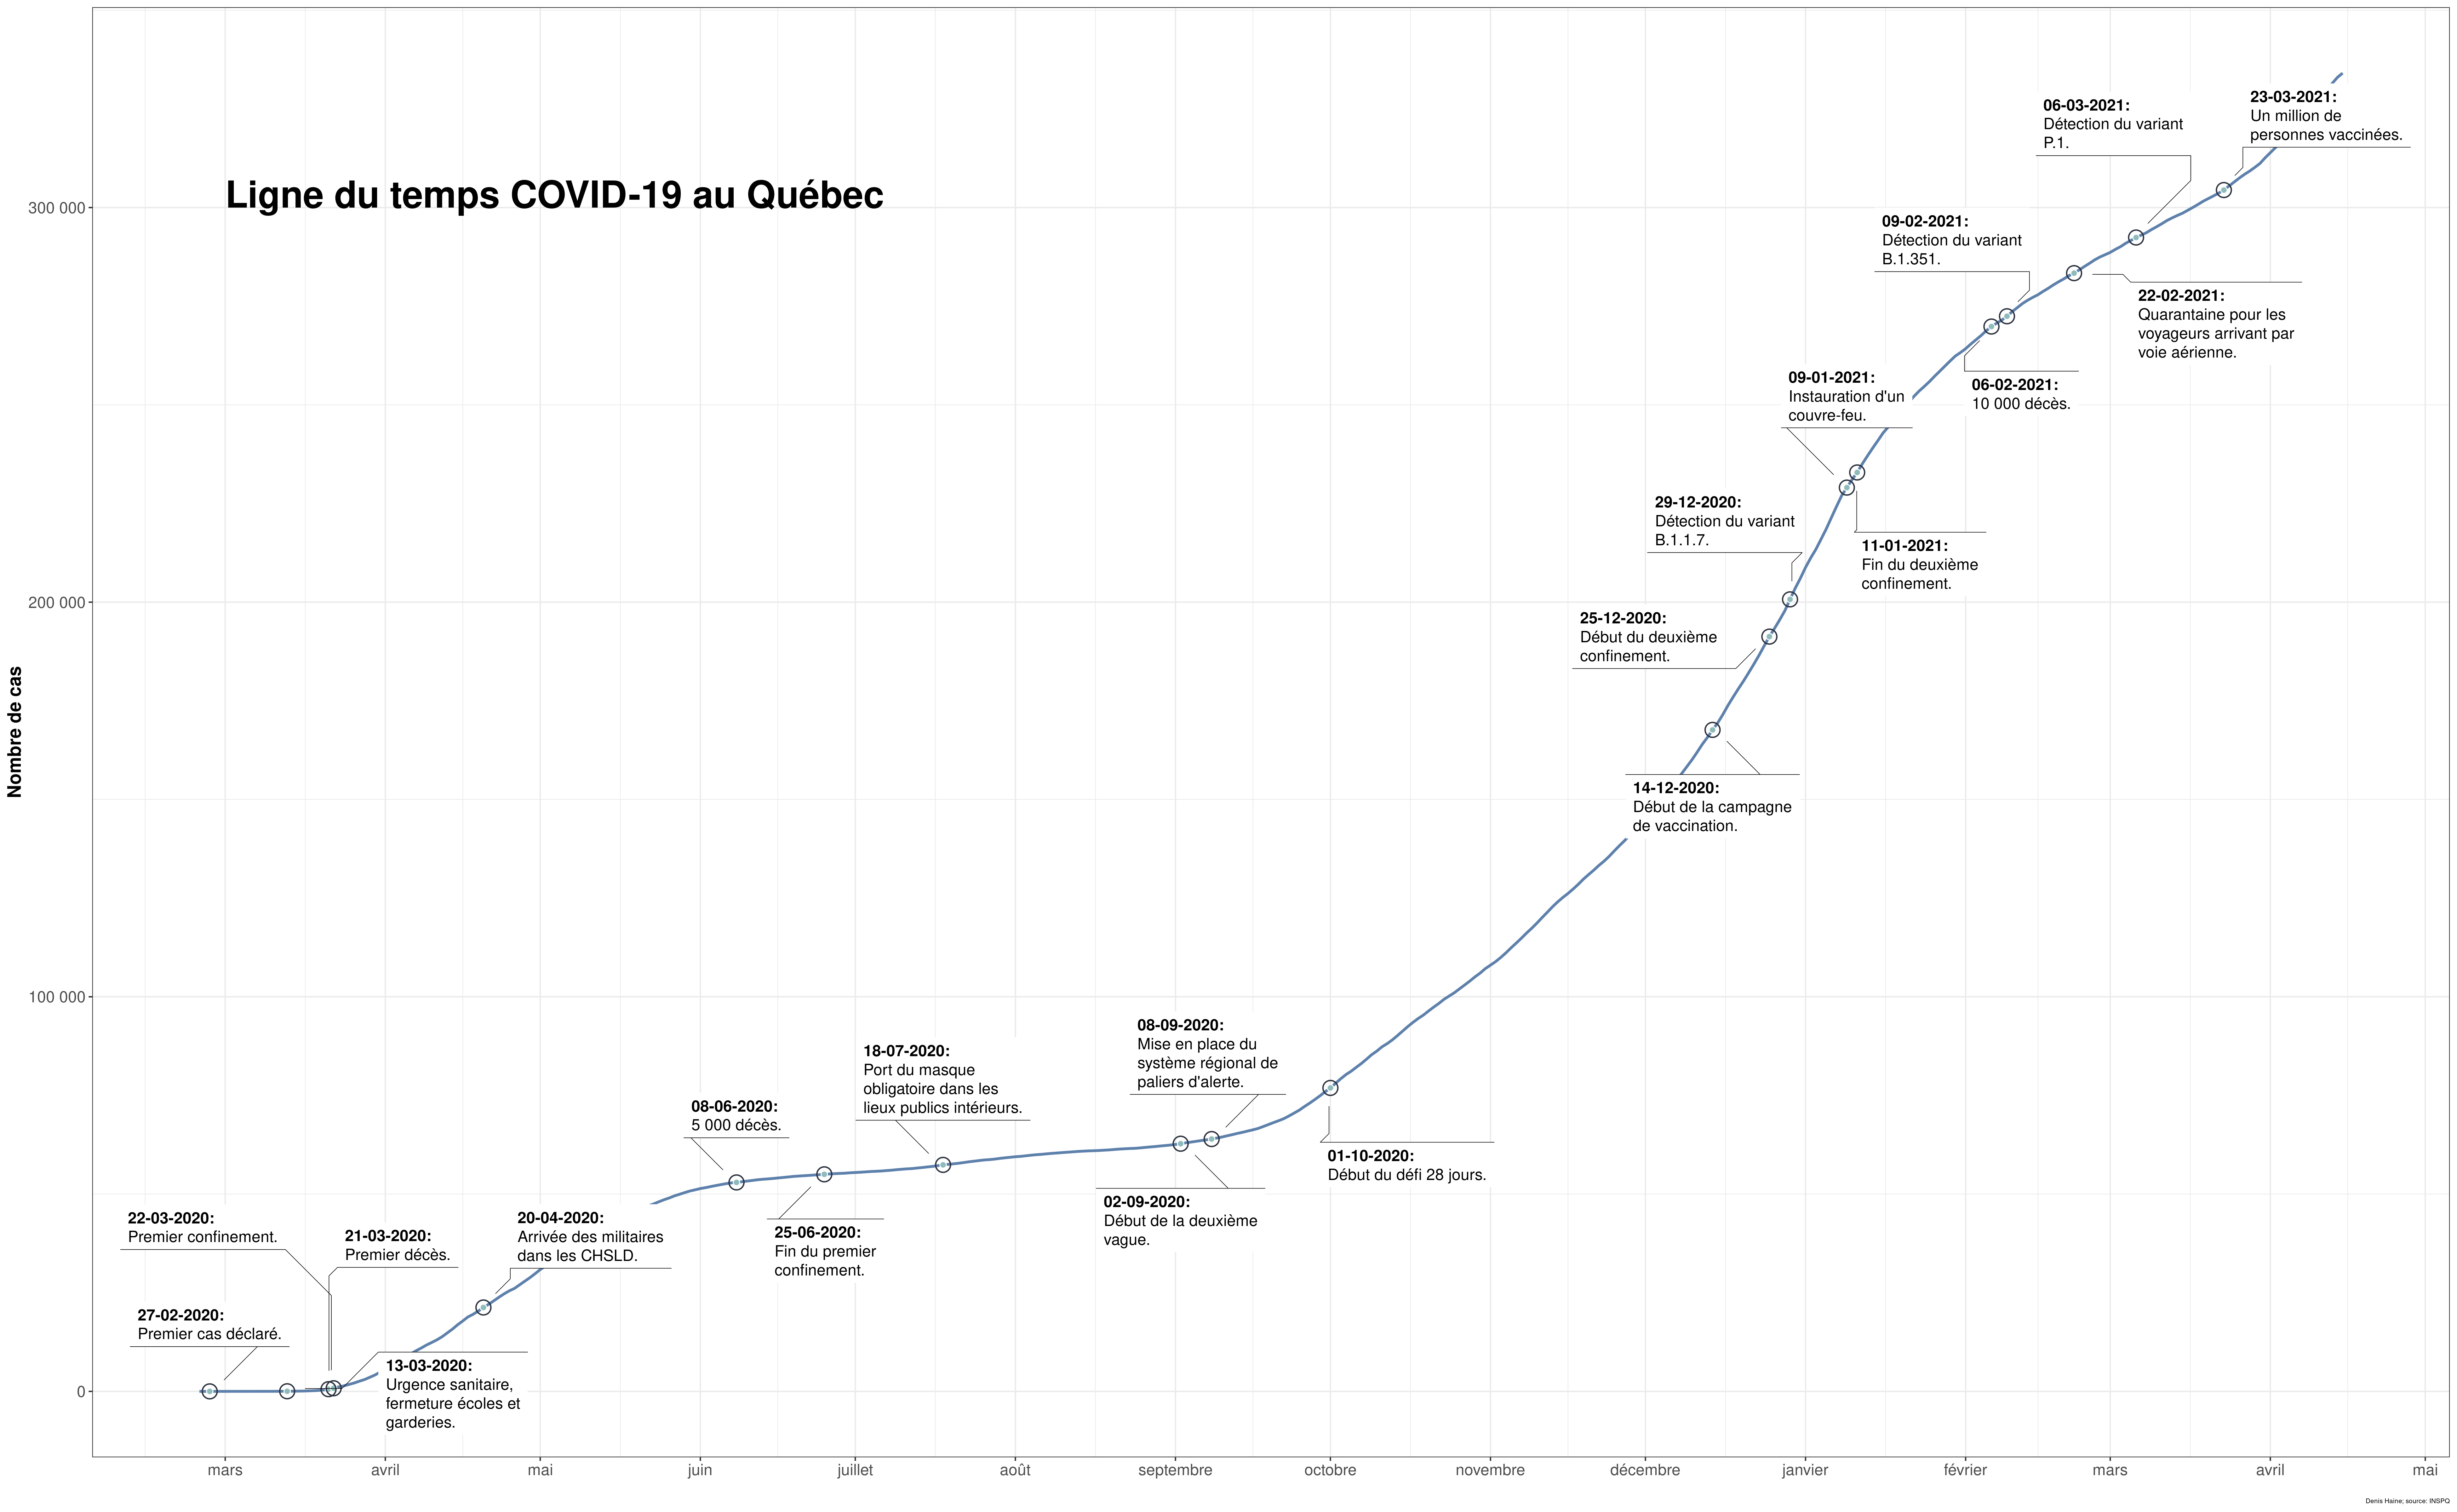 Ligne du temps COVID-19 au Québec
Nombre de cas
300 000
200 000
100 000
0
27-02-2020:
Premier cas déclaré.
22-03-2020:
Premier confinement.
21-03-2020:
Premier décès.
13-03-2020:
Urgence sanitaire,
fermeture écoles et
garderies.
20-04-2020:
Arrivée des militaires
dans les CHSLD.
08-06-2020:
5 000 décès.
25-06-2020:
Fin du premier
confinement.
18-07-2020:
Port du masque
obligatoire dans les
lieux publics intérieurs.
02-09-2020:
Début de la deuxième
vague.
08-09-2020:
Mise en place du
système régional de
paliers d'alerte.
01-10-2020:
Début du défi 28 jours.
14-12-2020:
Début de la campagne
de vaccination.
25-12-2020:
Début du deuxième
confinement.
29-12-2020:
Détection du variant
B.1.1.7.
09-01-2021:
Instauration d'un
couvre-feu.
11-01-2021:
Fin du deuxième
confinement.
06-02-2021:
10 000 décès.
09-02-2021:
Détection du variant
B.1.351.
22-02-2021:
Quarantaine pour les
voyageurs arrivant par
voie aérienne.
06-03-2021:
Détection du variant
P.1.
23-03-2021:
Un million de
personnes vaccinées.
mars avril mai juin juillet août septembre octobre novembre décembre janvier février mars avril mai
Denis Haine; source: INSPQ